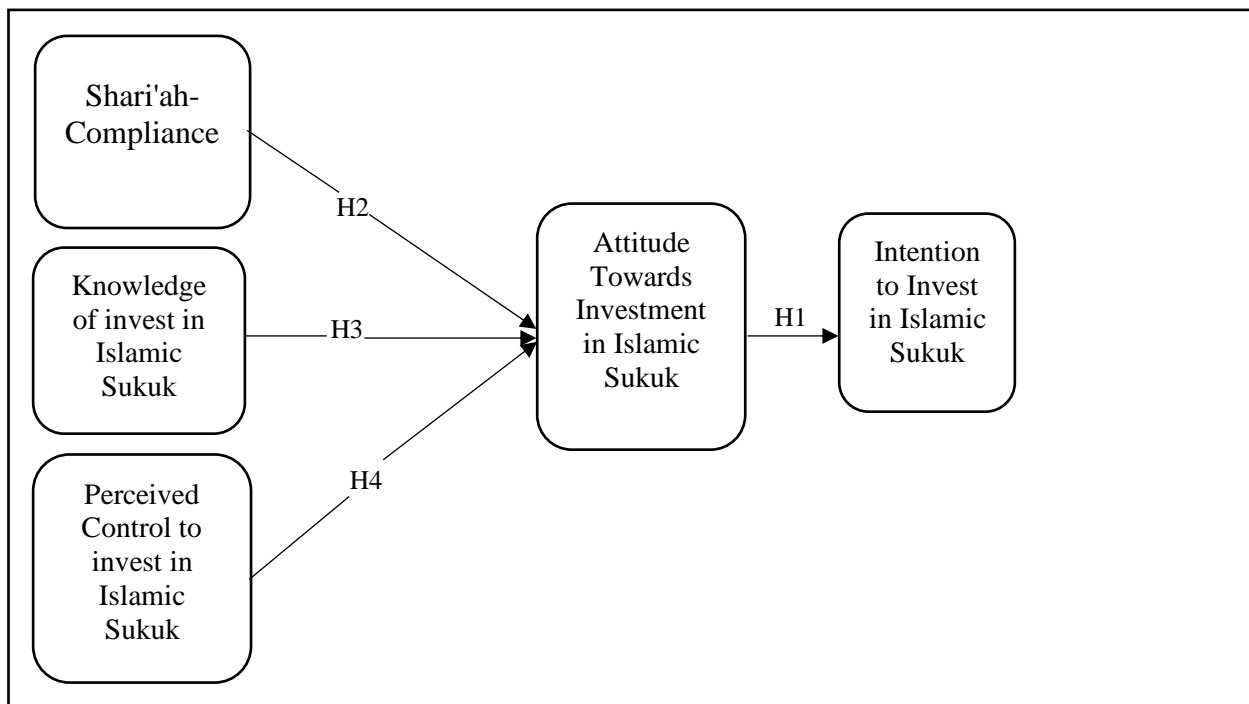 Shari'ah-
Compliance
H2
Knowledge
of invest in
Islamic
Sukuk
H3
Perceived
Control to
invest in
Islamic
Sukuk
H4
Attitude
Towards
Investment
in Islamic
Sukuk
H1
Intention
to Invest
in Islamic
Sukuk